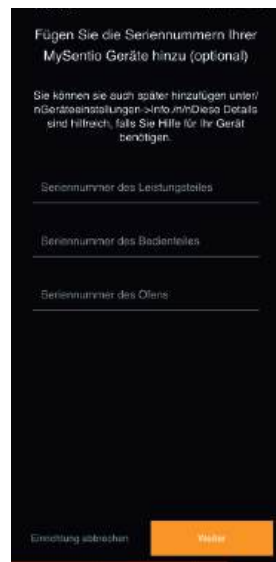 Fügen Sie die Seriennummern Ihrer
MySentio Geräte hinzu (optional)
Sie können sie auch später hinzufügen unter/
nGeräteeinstellungen->Info./n/nDiese Details
sind hilfreich, falls Sie Hilfe für Ihr Gerät
benötigen.
Seriennummer des Leistungsteiles
Seriennummer des Bedienteiles
Seriennummer des Ofens
Einrichtung abbrechen
Weiter